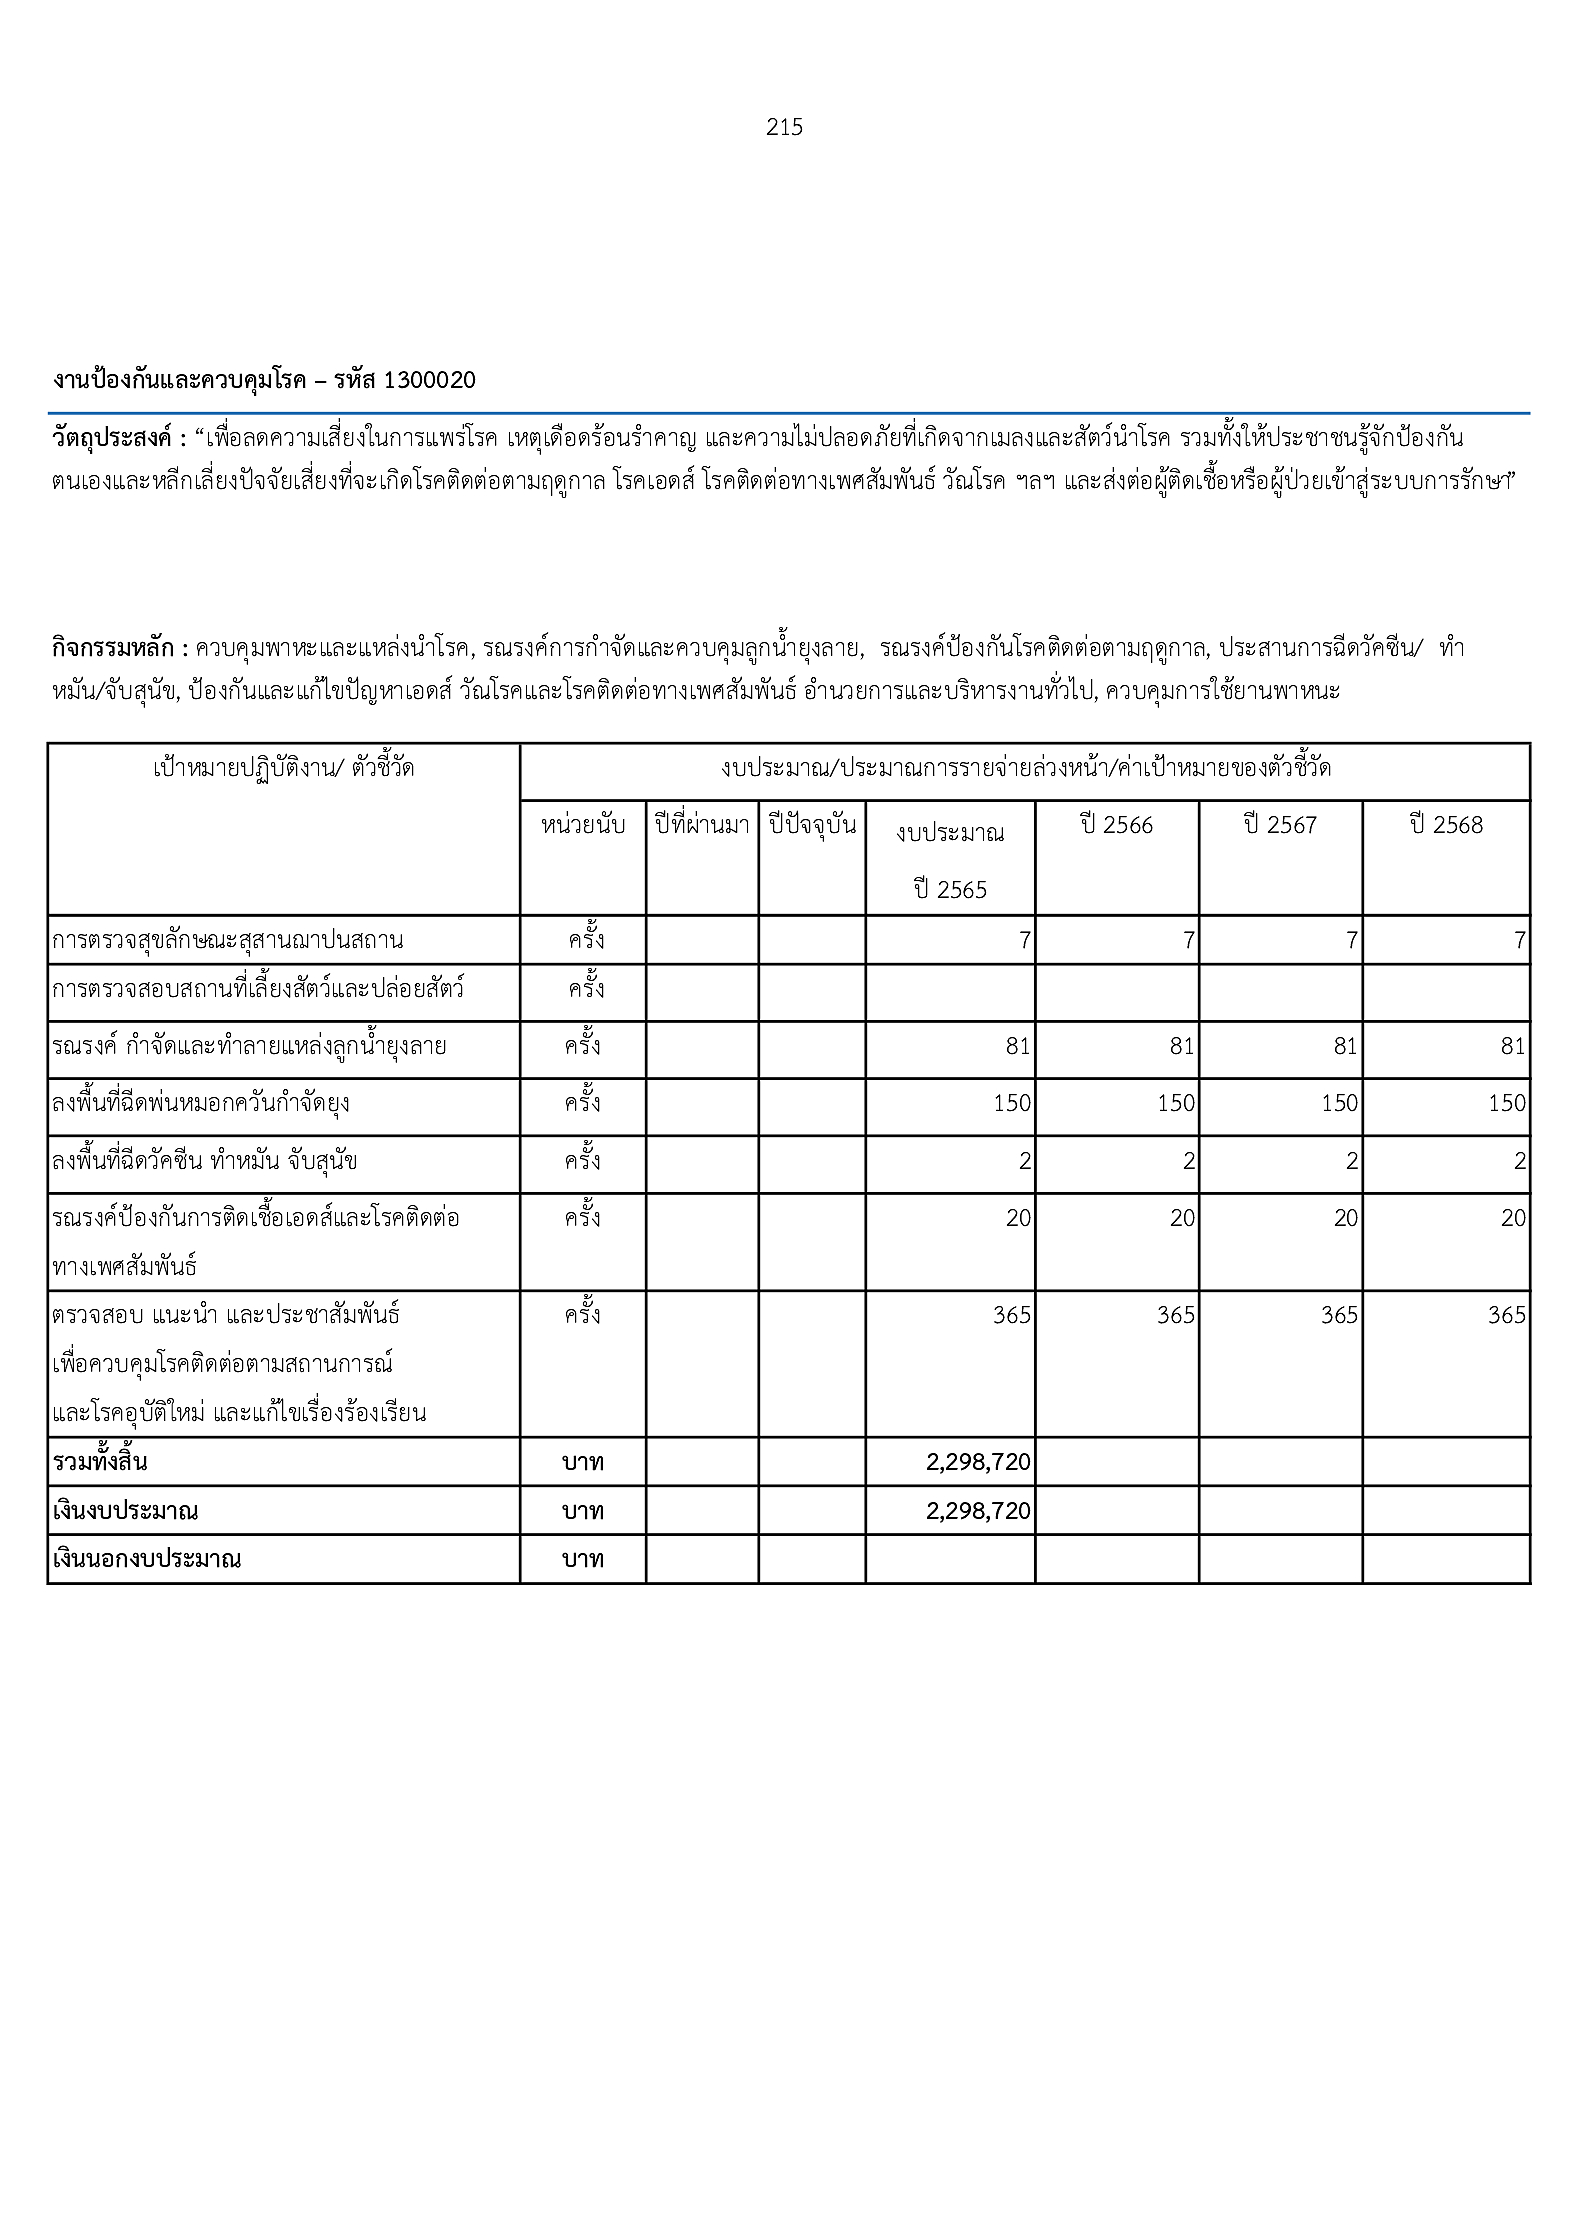 215
งานป้องกันและควบคุมโรค – รหัส 1300020
วัตถุประสงค์ : “เพื่อลดความเสี่ยงในการแพร่โรค เหตุเดือดร้อนรำคาญ และความไม่ปลอดภัยที่เกิดจากเมลงและสัตว์นำโรค รวมทั้งให้ประชาชนรู้จักป้องกัน
ตนเองและหลีกเลี่ยงปัจจัยเสี่ยงที่จะเกิดโรคติดต่อตามฤดูกาล โรคเอดส์ โรคติดต่อทางเพศสัมพันธ์ วัณโรค ฯลฯ และส่งต่อผู้ติดเชื้อหรือผู้ป่วยเข้าสู่ระบบการรักษา”
กิจกรรมหลัก : ควบคุมพาหะและแหล่งนำโรค, รณรงค์การกำจัดและควบคุมลูกน้ำยุงลาย, รณรงค์ป้องกันโรคติดต่อตามฤดูกาล, ประสานการฉีดวัคซีน/ ทำ
หมัน/จับสุนัข, ป้องกันและแก้ไขปัญหาเอดส์ วัณโรคและโรคติดต่อทางเพศสัมพันธ์ อำนวยการและบริหารงานทั่วไป, ควบคุมการใช้ยานพาหนะ
เป้าหมายปฏิบัติงาน/ ตัวชี้วัด งบประมาณ/ประมาณการรายจ่ายล่วงหน้า/ค่าเป้าหมายของตัวชี้วัด
หน่วยนับ ปีที่ผ่านมา ปีปัจจุบัน งบประมาณ ปี 2566 ปี 2567 ปี 2568
ปี 2565
การตรวจสุขลักษณะสุสานฌาปนสถาน ครั้ง 7 7 7 7
การตรวจสอบสถานที่เลี้ยงสัตว์และปล่อยสัตว์ ครั้ง
รณรงค์ กำจัดและทำลายแหล่งลูกน้ำยุงลาย ครั้ง 81 81 81 81
ลงพื้นที่ฉีดพ่นหมอกควันกำจัดยุง ครั้ง 150 150 150 150
ลงพื้นที่ฉีดวัคซีน ทำหมัน จับสุนัข ครั้ง 2 2 2 2
รณรงค์ป้องกันการติดเชื้อเอดส์และโรคติดต่อ ครั้ง 20 20 20 20
ทางเพศสัมพันธ์
ตรวจสอบ แนะนำ และประชาสัมพันธ์ ครั้ง 365 365 365 365
เพื่อควบคุมโรคติดต่อตามสถานการณ์
และโรคอุบัติใหม่ และแก้ไขเรื่องร้องเรียน
รวมทั้งสิ้น บาท 2,298,720
เงินงบประมาณ บาท 2,298,720
เงินนอกงบประมาณ บาท